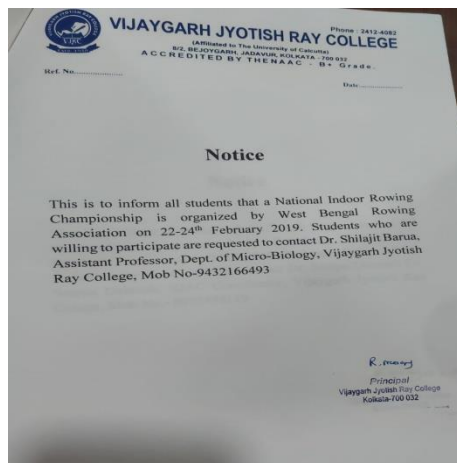 VIJAYGARH JYOTISH RAY COLLEGE
Phone : 2412-4082
(Affiliated to The University of Calcutta)
8/2, BEJOYGARH, JADAVUR, KOLKATA - 700 032
ACCREDITED BY THENAAC - B+ Grade.
Ref. No.
Date
Notice
This is to inform all students that a National Indoor Rowing
Championship is organized by West Bengal Rowing
Association on 22-24th February 2019. Students who are
willing to participate are requested to contact Dr. Shilajit Barua,
Assistant Professor, Dept. of Micro-Biology, Vijaygarh Jyotish
Ray College, Mob No-9432166493
Principal
Vijaygarh Jyotish Ray College
Kolkata-700 032